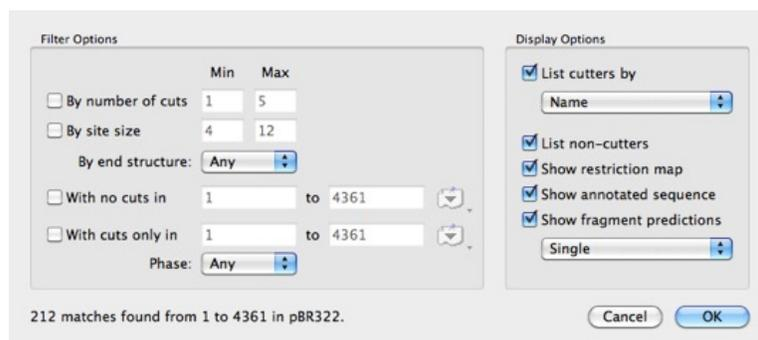 Filter Options
Min Max
By number of cuts 1 5
By site size 4 12
By end structure: Any
With no cuts in 1 to 4361
With cuts only in 1 to 4361
Phase: Any
Display Options
List cutters by
Name
List non-cutters
Show restriction map
Show annotated sequence
Show fragment predictions
Single
212 matches found from 1 to 4361 in pBR322.
Cancel OK